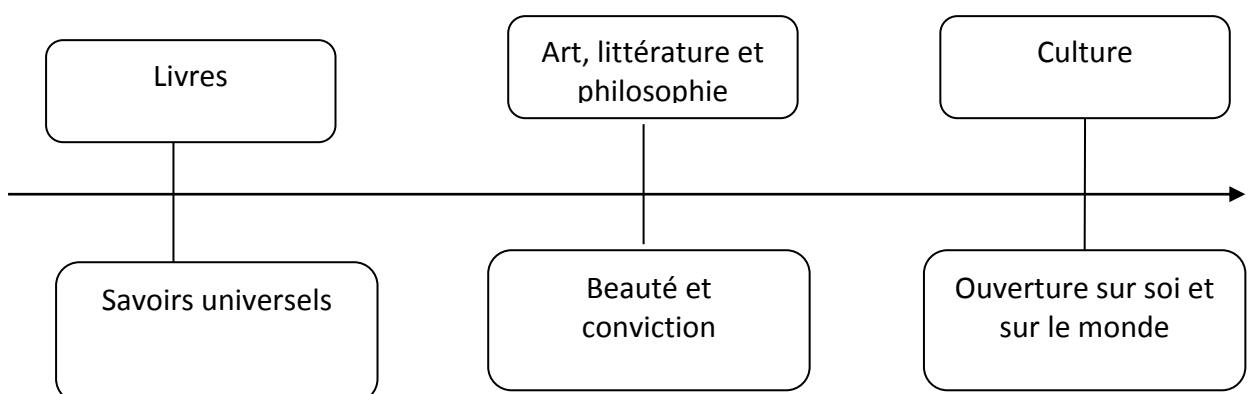 Livres
Art, littérature et
philosophie
Culture
Savoirs universels
Beauté et
conviction
Ouverture sur soi et
sur le monde